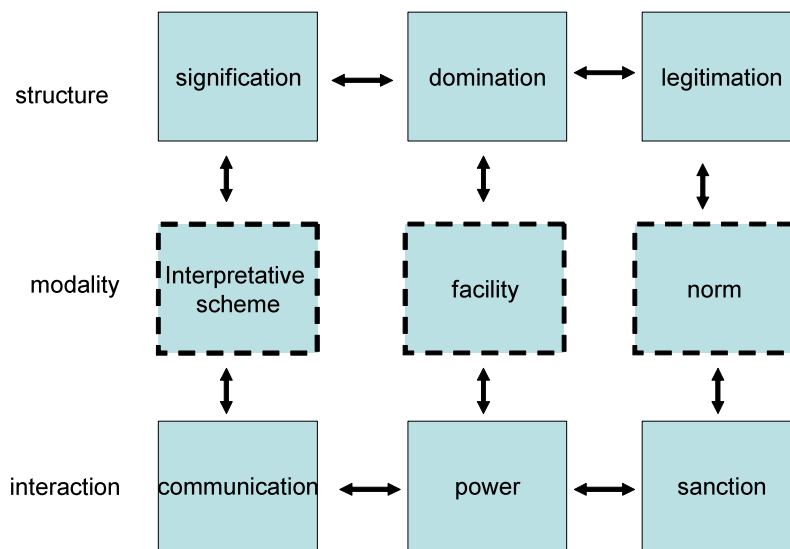 signification
domination
legitimation
structure
modality
Interpretative
scheme
facility
norm
interaction
communication
power
sanction